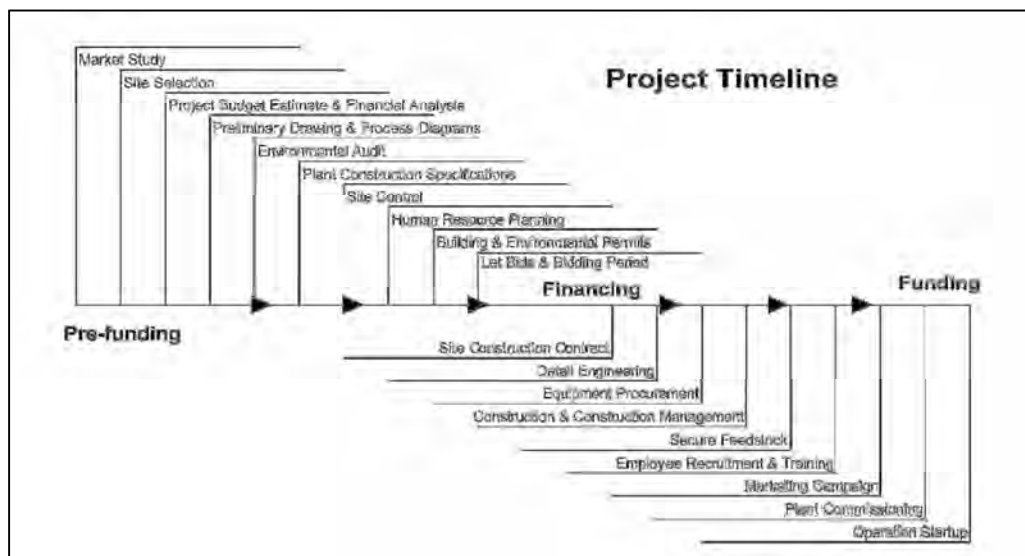 Market Study
Project Timeline
Site Selection
Project Budget Estimate & Financial Analysis
Preliminary Drawing & Process Diagrams
Environmental Audit
Plant Construction Specifications
Site Control
Human Resource Planning
Building & Environmental Permits
Let Bids & Bidding Period
Financing
Funding
Pre-funding
Site Construction Contract
Detail Engineering
Equipment Procurement
Construction & Construction Management
Secure Feedstock
Employee Recruitment & Training
Marketing Campaign
Plant Commissioning
Operation Startup